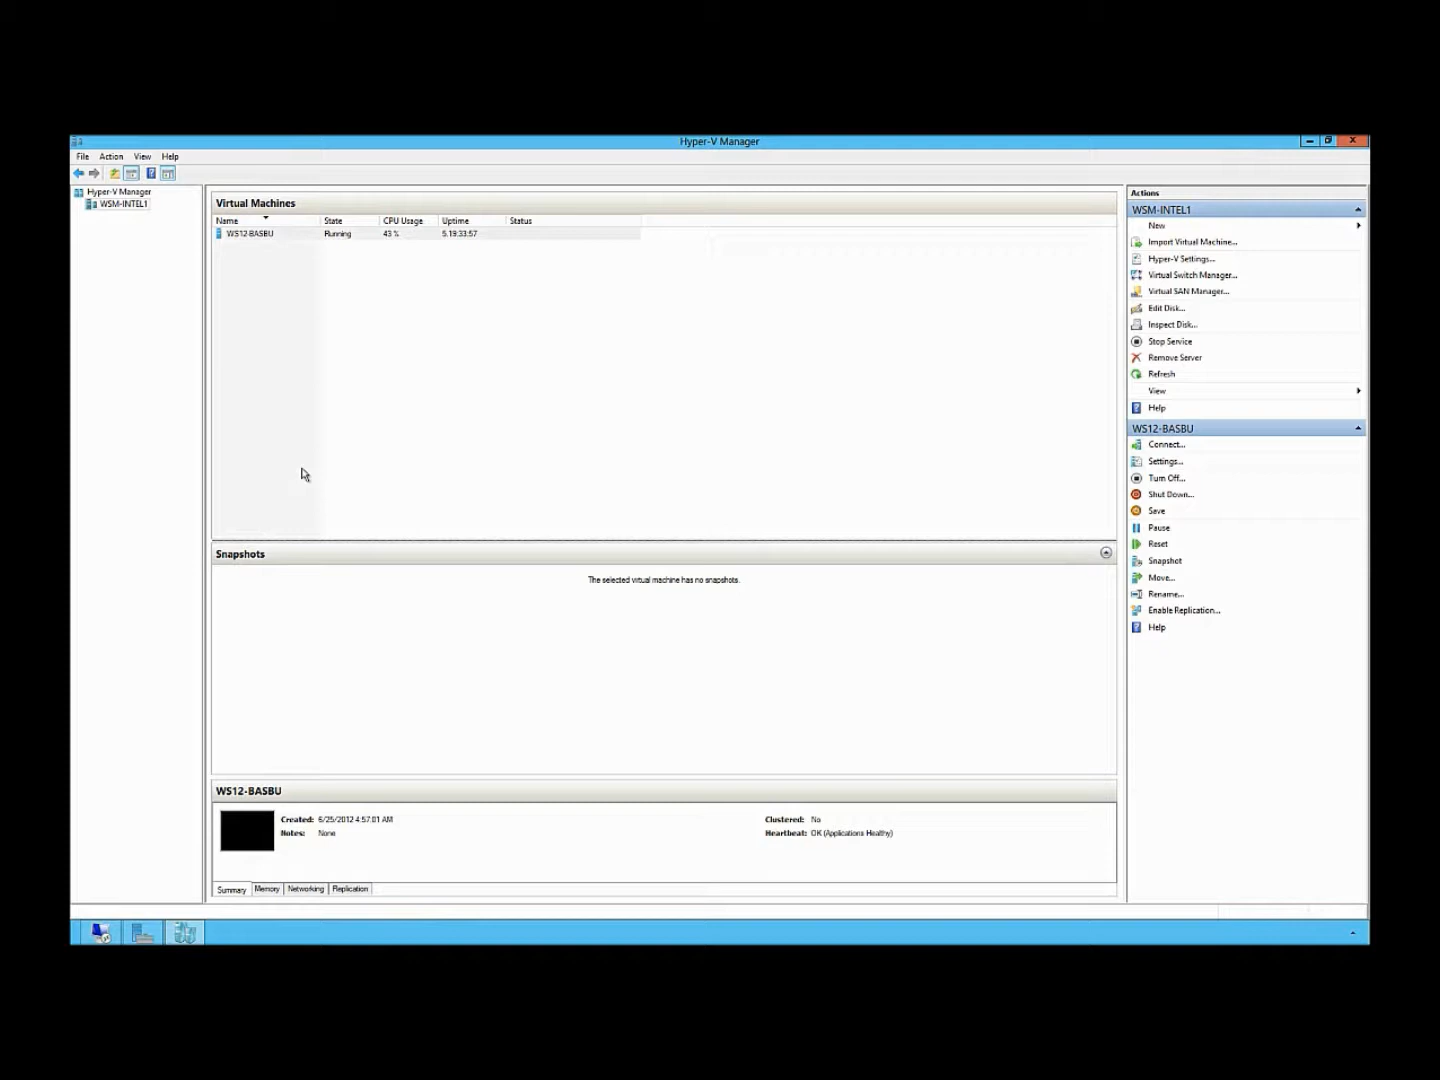 Hyper-V Manager
File Action View Help
Hyper-V Manager
WSM-INTEL1
Virtual Machines
Name State CPU Usage Uptime Status
WS12-BASBU Running 43 % 5.19:33:57
Snapshots
The selected virtual machine has no snapshots.
WS12-BASBU
Created: 6/25/2012 4:57:01 AM
Notes: None
Clustered: No
Heartbeat: OK (Applications Healthy)
Summary Memory Networking Replication
Actions
WSM-INTEL1
New
Import Virtual Machine...
Hyper-V Settings...
Virtual Switch Manager...
Virtual SAN Manager...
Edit Disk...
Inspect Disk...
Stop Service
Remove Server
Refresh
View
Help
WS12-BASBU
Connect...
Settings...
Turn Off...
Shut Down...
Save
Pause
Reset
Snapshot
Move...
Rename...
Enable Replication...
Help